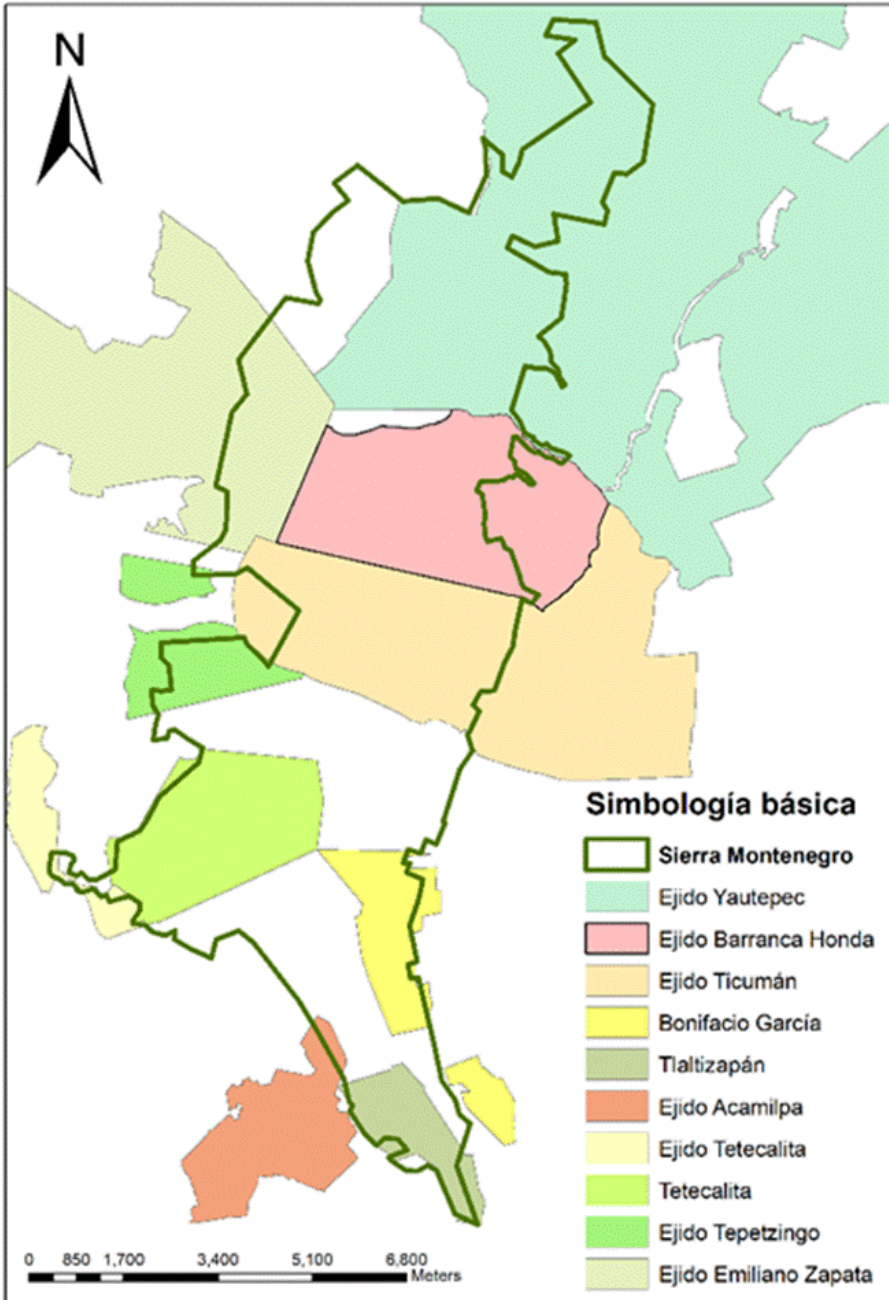 N
Simbología básica
Sierra Montenegro
Ejido Yautepec
Ejido Barranca Honda
Ejido Ticumán
Bonifacio García
Tlaltizapán
Ejido Acamilpa
Ejido Tetecalita
Tetecalita
Ejido Tepetzingo
Ejido Emiliano Zapata
0 850 1,700 3,400 5,100 6,800
Meters